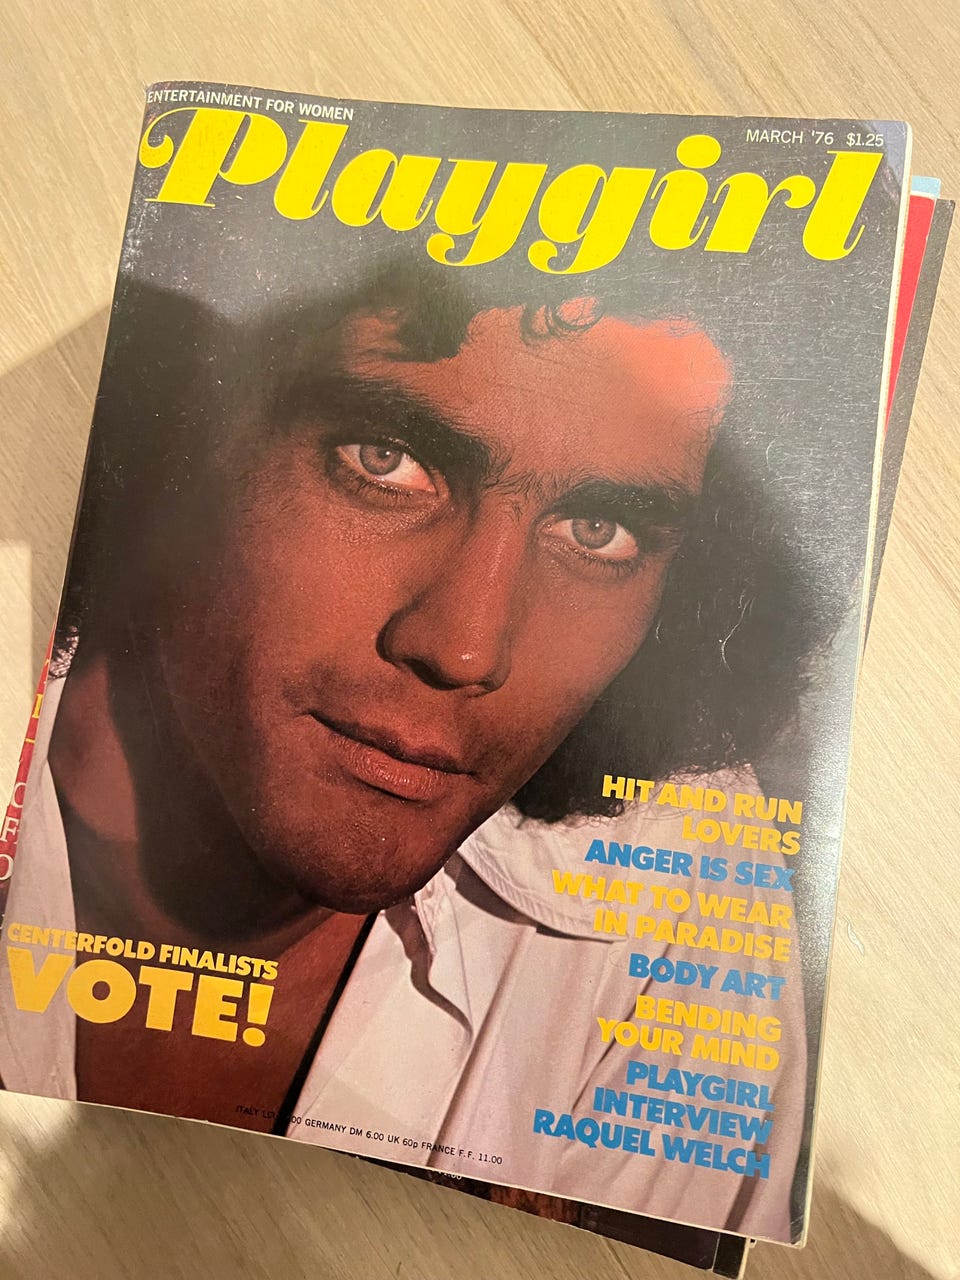 ENTERTAINMENT FOR WOMEN
MARCH '76 $1.25
Playgirl
HIT AND RUN
LOVERS
ANGER IS SEX
WHAT TO WEAR
IN PARADISE
BODY ART
BENDING
YOUR MIND
PLAYGIRL
INTERVIEW
RAQUEL WELCH
CENTERFOLD FINALISTS
VOTE!
ITALY GERMANY DM 6.00 UK 60p FRANCE F.F. 11.00